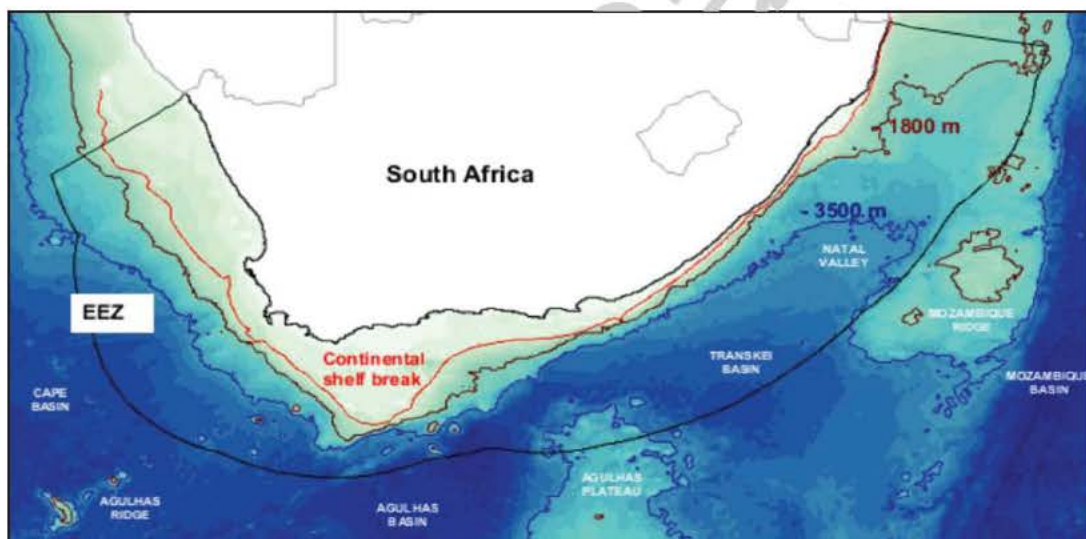 - 1800 m
South Africa
- 3500 m
NATAL
VALLEY
EEZ
MOZAMBIQUE
RIDGE
Continental
shelf break
TRANSKEI
BASIN
MOZAMBIQUE
BASIN
CAPE
BASIN
AGULHAS
PLATEAU
AGULHAS
RIDGE
AGULHAS
BASIN